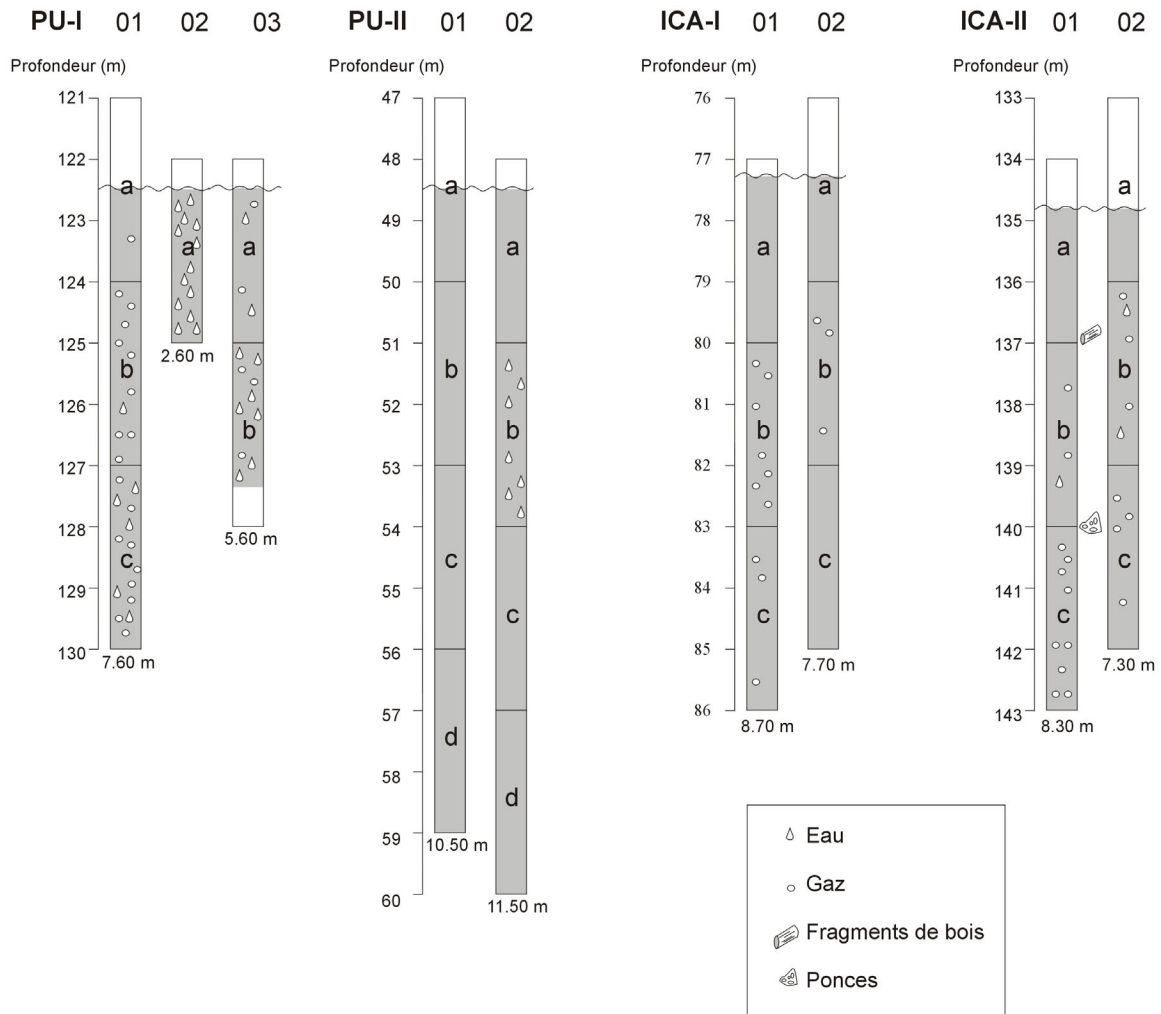 PU-I 01 02 03
Profondeur (m)
121
122
123
124
125
126
127
128
129
130
a
b
c
7.60 m
a
2.60 m
a
b
5.60 m
PU-II 01 02
Profondeur (m)
47
48
49
50
51
52
53
54
55
56
57
58
59
60
a
b
c
d
10.50 m
a
b
c
d
11.50 m
ICA-I 01 02
Profondeur (m)
76
77
78
79
80
81
82
83
84
85
86
a
b
c
8.70 m
a
b
c
7.70 m
ICA-II 01 02
Profondeur (m)
133
134
135
136
137
138
139
140
141
142
143
a
b
c
8.30 m
a
b
c
7.30 m
Eau
Gaz
Fragments de bois
Ponces